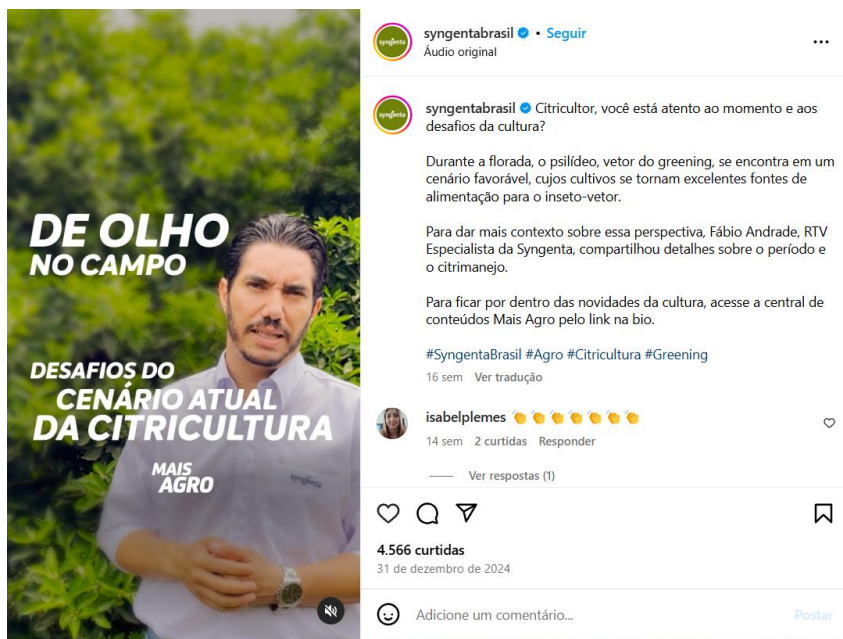 DE OLHO
NO CAMPO
DESAFIOS DO
CENÁRIO ATUAL
DA CITRICULTURA
MAIS
AGRO
syngenta
syngenta
syngentabrasil • Seguir
Áudio original
syngenta
syngentabrasil Citricultor, você está atento ao momento e aos
desafios da cultura?
Durante a florada, o psilídeo, vetor do greening, se encontra em um
cenário favorável, cujos cultivos se tornam excelentes fontes de
alimentação para o inseto-vetor.
Para dar mais contexto sobre essa perspectiva, Fábio Andrade, RTV
Especialista da Syngenta, compartilhou detalhes sobre o período e
o citrimanejo.
Para ficar por dentro das novidades da cultura, acesse a central de
conteúdos Mais Agro pelo link na bio.
#SyngentaBrasil #Agro #Citricultura #Greening
16 sem Ver tradução
isabelplemes 👏👏👏👏👏👏👏
14 sem 2 curtidas Responder
Ver respostas (1)
4.566 curtidas
31 de dezembro de 2024
Adicione um comentário...
Postar